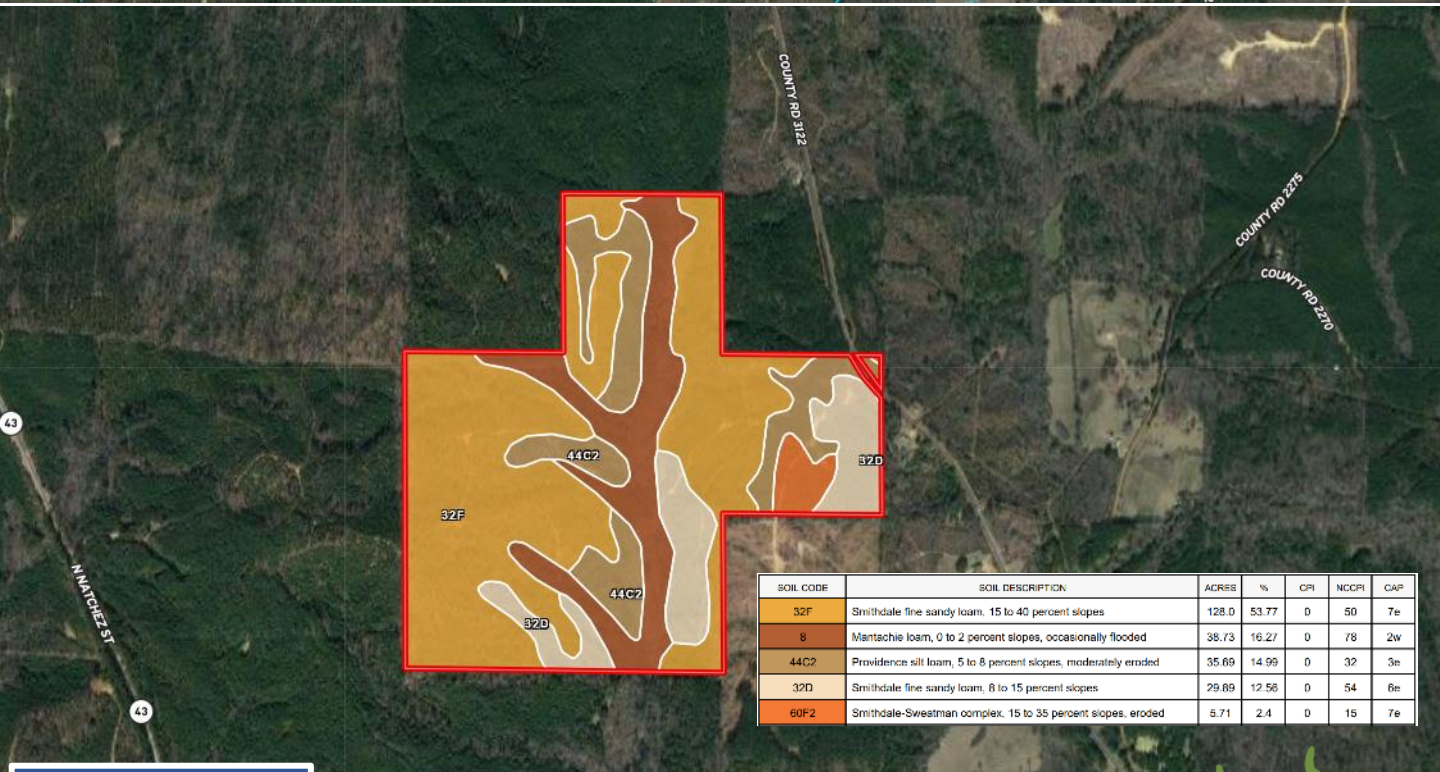 COUNTY RD 3122
COUNTY RD 2275
COUNTY RD 2270
43
44C2
32D
32F
N NATCHEZ ST
44C2
32D
43
SOIL CODE SOIL DESCRIPTION ACRES % CPI NCCPI CAP
32F Smithdale fine sandy loam, 15 to 40 percent slopes 128.0 53.77 0 50 7e
8 Mantachie loam, 0 to 2 percent slopes, occasionally flooded 38.73 16.27 0 78 2w
44C2 Providence silt loam, 5 to 8 percent slopes, moderately eroded 35.69 14.99 0 32 3e
32D Smithdale fine sandy loam, 8 to 15 percent slopes 29.89 12.56 0 54 6e
60F2 Smithdale-Sweatman complex, 15 to 35 percent slopes, eroded 5.71 2.4 0 15 7e